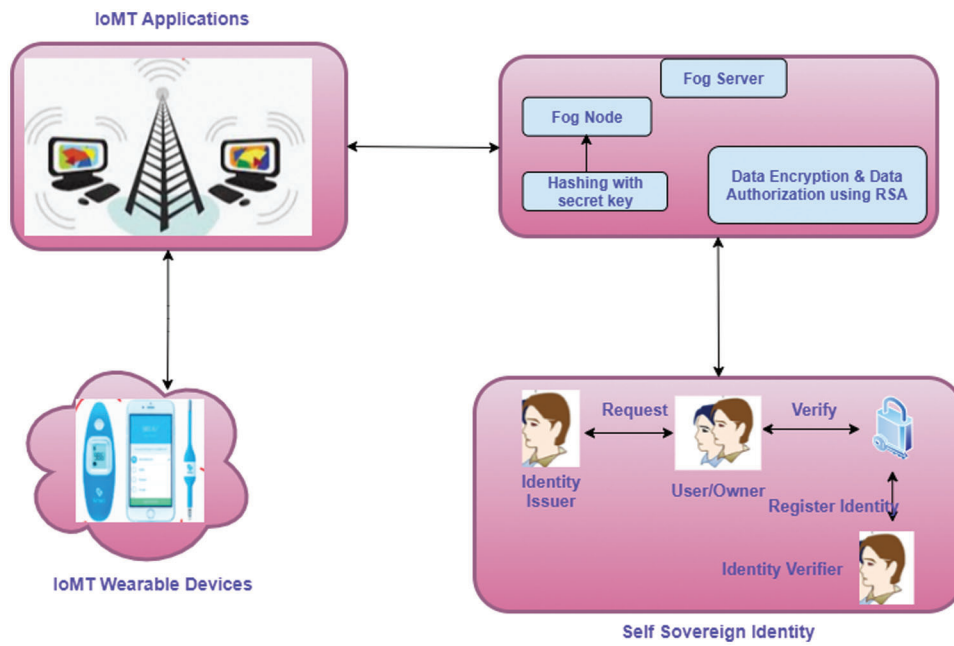 IoMT Applications
Fog Server
Fog Node
Hashing with
secret key
Data Encryption & Data
Authorization using RSA
IoMT Wearable Devices
Request
Verify
Identity
Issuer
User/Owner
Register Identity
Identity Verifier
Self Sovereign Identity